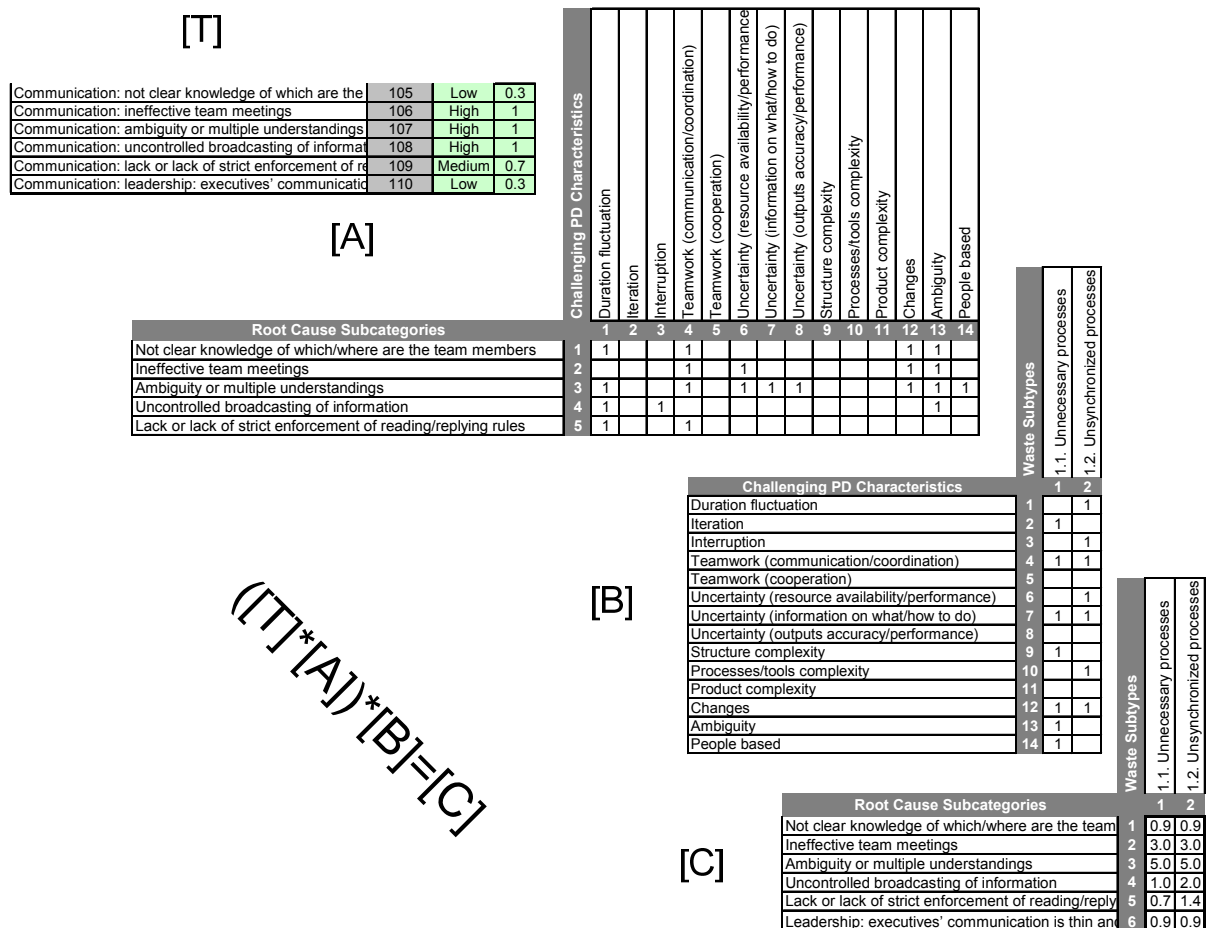 [T]
Communication: not clear knowledge of which are the 105 Low 0.3
Communication: ineffective team meetings 106 High 1
Communication: ambiguity or multiple understandings 107 High 1
Communication: uncontrolled broadcasting of informat 108 High 1
Communication: lack or lack of strict enforcement of re 109 Medium 0.7
Communication: leadership: executives' communicatic 110 Low 0.3
[A]
Challenging PD Characteristics
Duration fluctuation
Iteration
Interruption
Teamwork (communication/coordination)
Teamwork (cooperation)
Uncertainty (resource availability/performance
Uncertainty (information on what/how to do)
Uncertainty (outputs accuracy/performance)
Structure complexity
Processes/tools complexity
Product complexity
Changes
Ambiguity
People based
Root Cause Subcategories 1 2 3 4 5 6 7 8 9 10 11 12 13 14
Not clear knowledge of which/where are the team members 1 1 1 1 1
Ineffective team meetings 2 1 1 1 1
Ambiguity or multiple understandings 3 1 1 1 1 1 1 1 1
Uncontrolled broadcasting of information 4 1 1 1
Lack or lack of strict enforcement of reading/replying rules 5 1 1
[B]
Waste Subtypes
1.1. Unnecessary processes
1.2. Unsynchronized processes
Challenging PD Characteristics 1 2
Duration fluctuation 1 1
Iteration 2 1
Interruption 3 1
Teamwork (communication/coordination) 4 1 1
Teamwork (cooperation) 5
Uncertainty (resource availability/performance) 6 1
Uncertainty (information on what/how to do) 7 1 1
Uncertainty (outputs accuracy/performance) 8
Structure complexity 9 1
Processes/tools complexity 10 1
Product complexity 11
Changes 12 1 1
Ambiguity 13 1
People based 14 1
([T]*[A])*[B]=[C]
[C]
Waste Subtypes
1.1. Unnecessary processes
1.2. Unsynchronized processes
Root Cause Subcategories 1 2
Not clear knowledge of which/where are the team 1 0.9 0.9
Ineffective team meetings 2 3.0 3.0
Ambiguity or multiple understandings 3 5.0 5.0
Uncontrolled broadcasting of information 4 1.0 2.0
Lack or lack of strict enforcement of reading/reply 5 0.7 1.4
Leadership: executives' communication is thin and 6 0.9 0.9